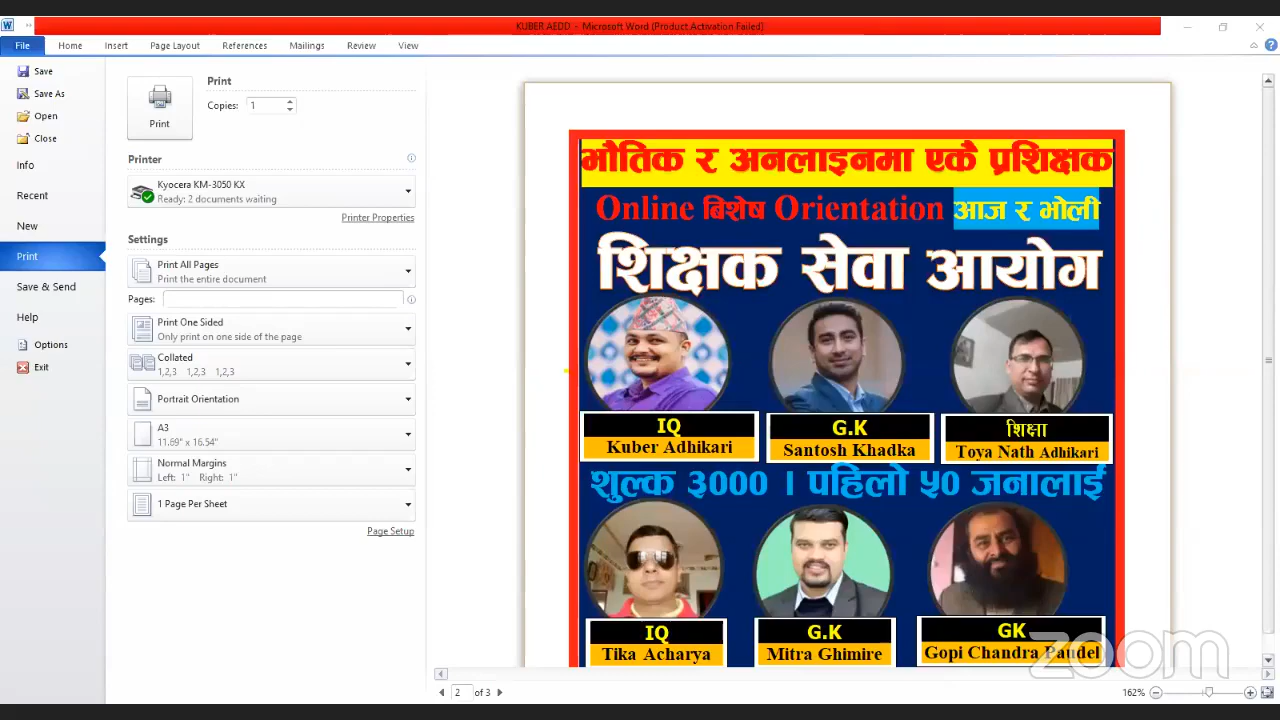 KUBER AEDD - Microsoft Word (Product Activation Failed)
File Home Insert Page Layout References Mailings Review View
Save
Save As
Open
Close
Info
Recent
New
Print
Save & Send
Help
Options
Exit
Print
Print
Copies: 1
Printer
Kyocera KM-3050 KX
Ready: 2 documents waiting
Printer Properties
Settings
Print All Pages
Print the entire document
Pages:
Print One Sided
Only print on one side of the page
Collated
1,2,3 1,2,3 1,2,3
Portrait Orientation
A3
11.69" x 16.54"
Normal Margins
Left: 1" Right: 1"
1 Page Per Sheet
Page Setup
भौतिक र अनलाइनमा एकै प्रशिक्षक
Online बिशेष Orientation आज र भोली
शिक्षक सेवा आयोग
IQ
Kuber Adhikari
G.K
Santosh Khadka
शिक्षा
Toya Nath Adhikari
शुल्क ३००० । पहिलो ५० जनालाई
IQ
Tika Acharya
G.K
Mitra Ghimire
GK
Gopi Chandra Paudel
zoom
2 of 3
162%